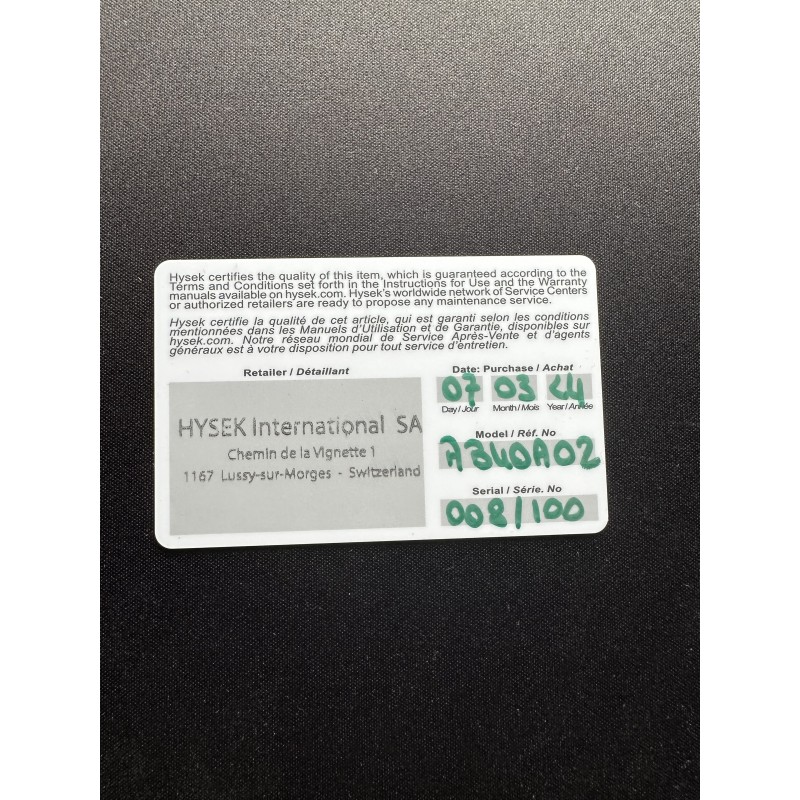 Hysek certifies the quality of this item, which is guaranteed according to the
Terms and Conditions set forth in the Instructions for Use and the Warranty
manuals available on hysek.com. Hysek's worldwide network of Service Centers
or authorized retailers are ready to propose any maintenance service.
Hysek certifie la qualité de cet article, qui est garanti selon les conditions
mentionnées dans les Manuels d'Utilisation et de Garantie, disponibles sur
hysek.com. Notre réseau mondial de Service Après-Vente et d'agents
généraux est à votre disposition pour tout service d'entretien.
Retailer / Détaillant
HYSEK International SA
Chemin de la Vignette 1
1167 Lussy-sur-Morges - Switzerland
Date: Purchase / Achat
07 03 24
Day/Jour Month/Mois Year/Année
Model / Réf. No
A340A02
Serial / Série. No
008/100